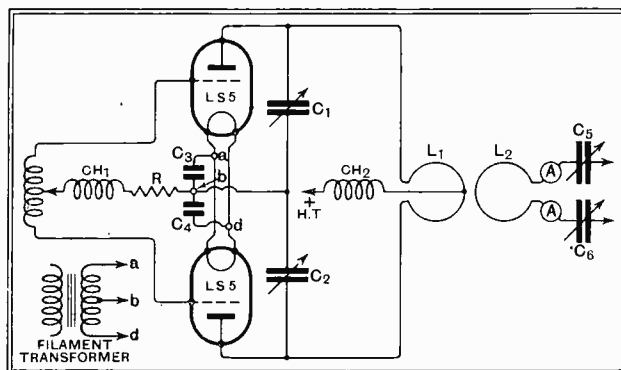 LS5
C1
C5
L1
L2
A
C3
a
CH1
R
b
CH2
+
H.T
C4
d
A
C6
C2
LS5
a
b
d
FILAMENT
TRANSFORMER